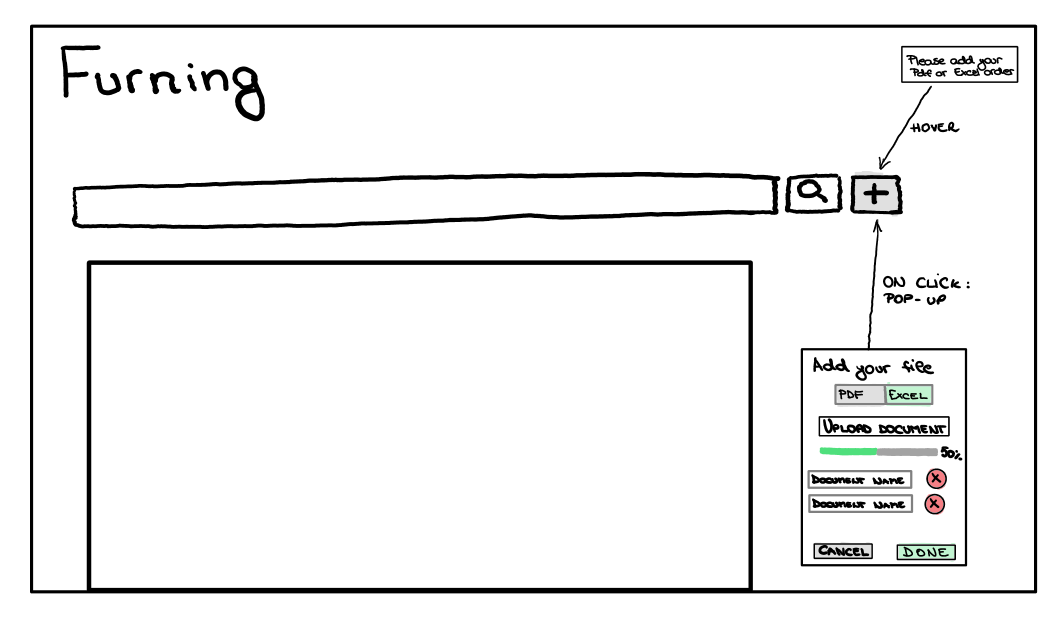 Furning
Please add your
Pdf or Excel order
HOVER
+
ON CLICK:
POP-UP
Add your file
PDF EXCEL
UPLOAD DOCUMENT
50%
DOCUMENT NAME X
DOCUMENT NAME X
CANCEL DONE